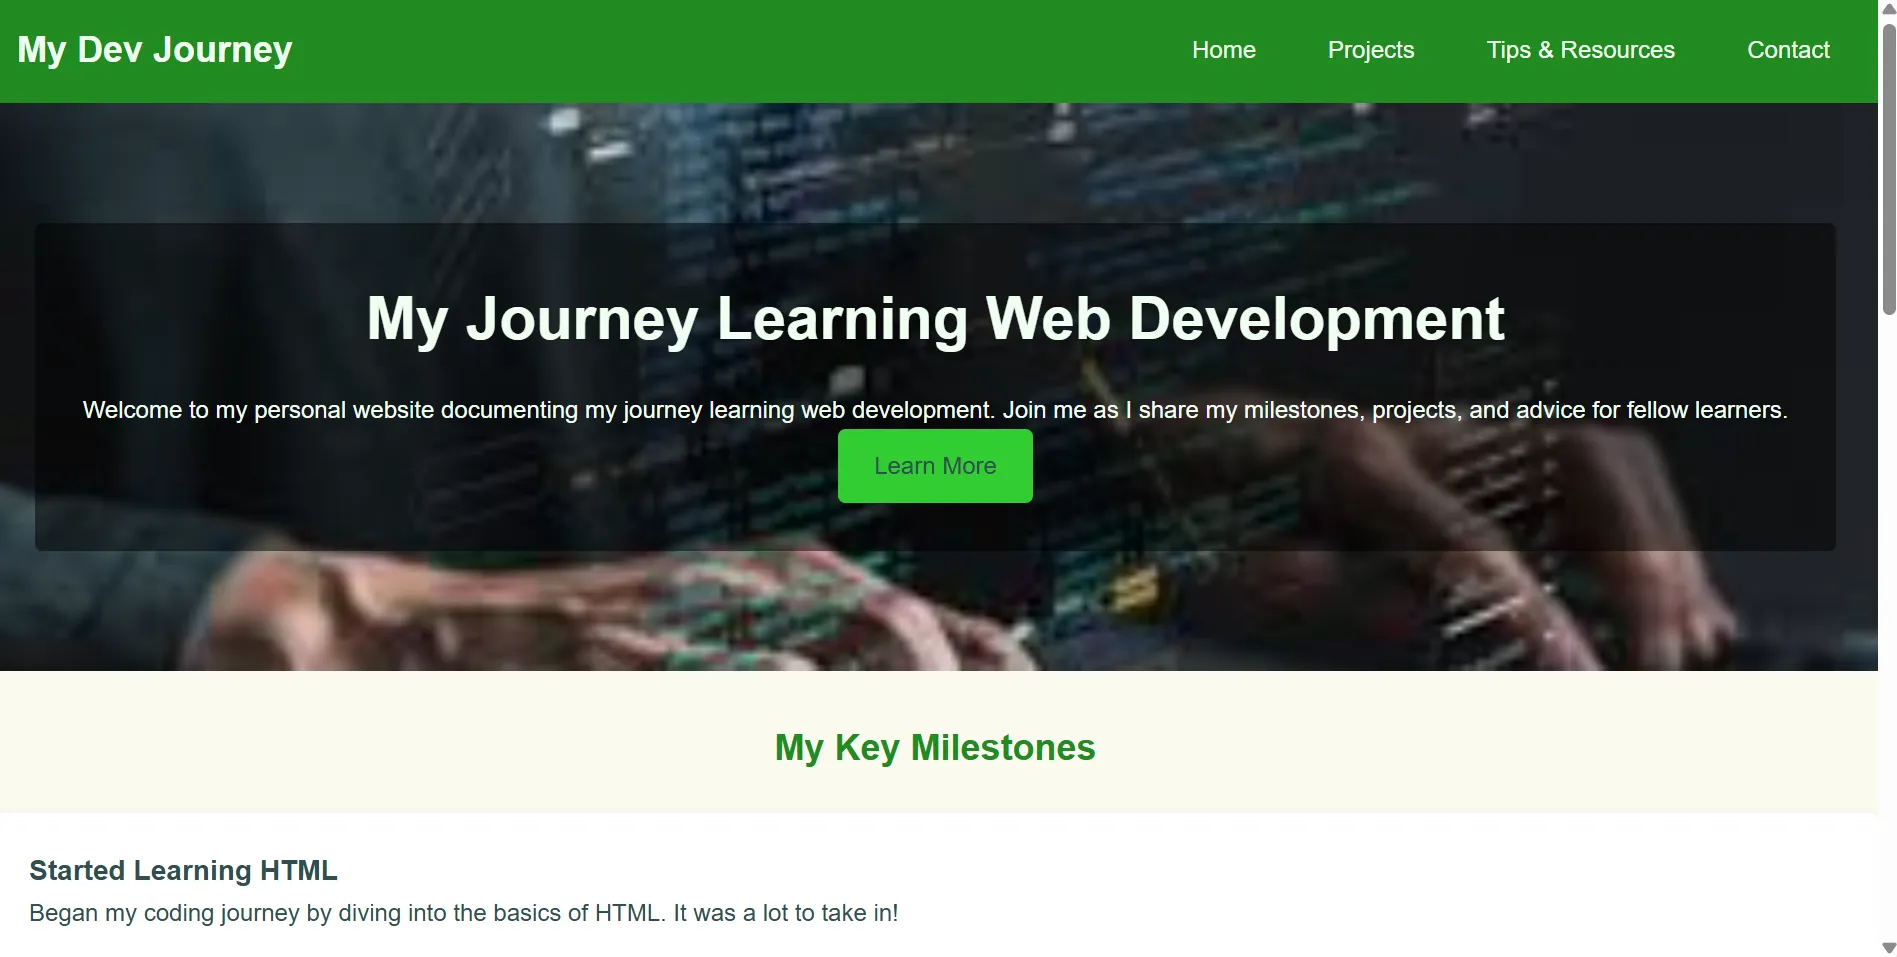 My Dev Journey
Home Projects Tips & Resources Contact
My Journey Learning Web Development
Welcome to my personal website documenting my journey learning web development. Join me as I share my milestones, projects, and advice for fellow learners.
Learn More
My Key Milestones
Started Learning HTML
Began my coding journey by diving into the basics of HTML. It was a lot to take in!